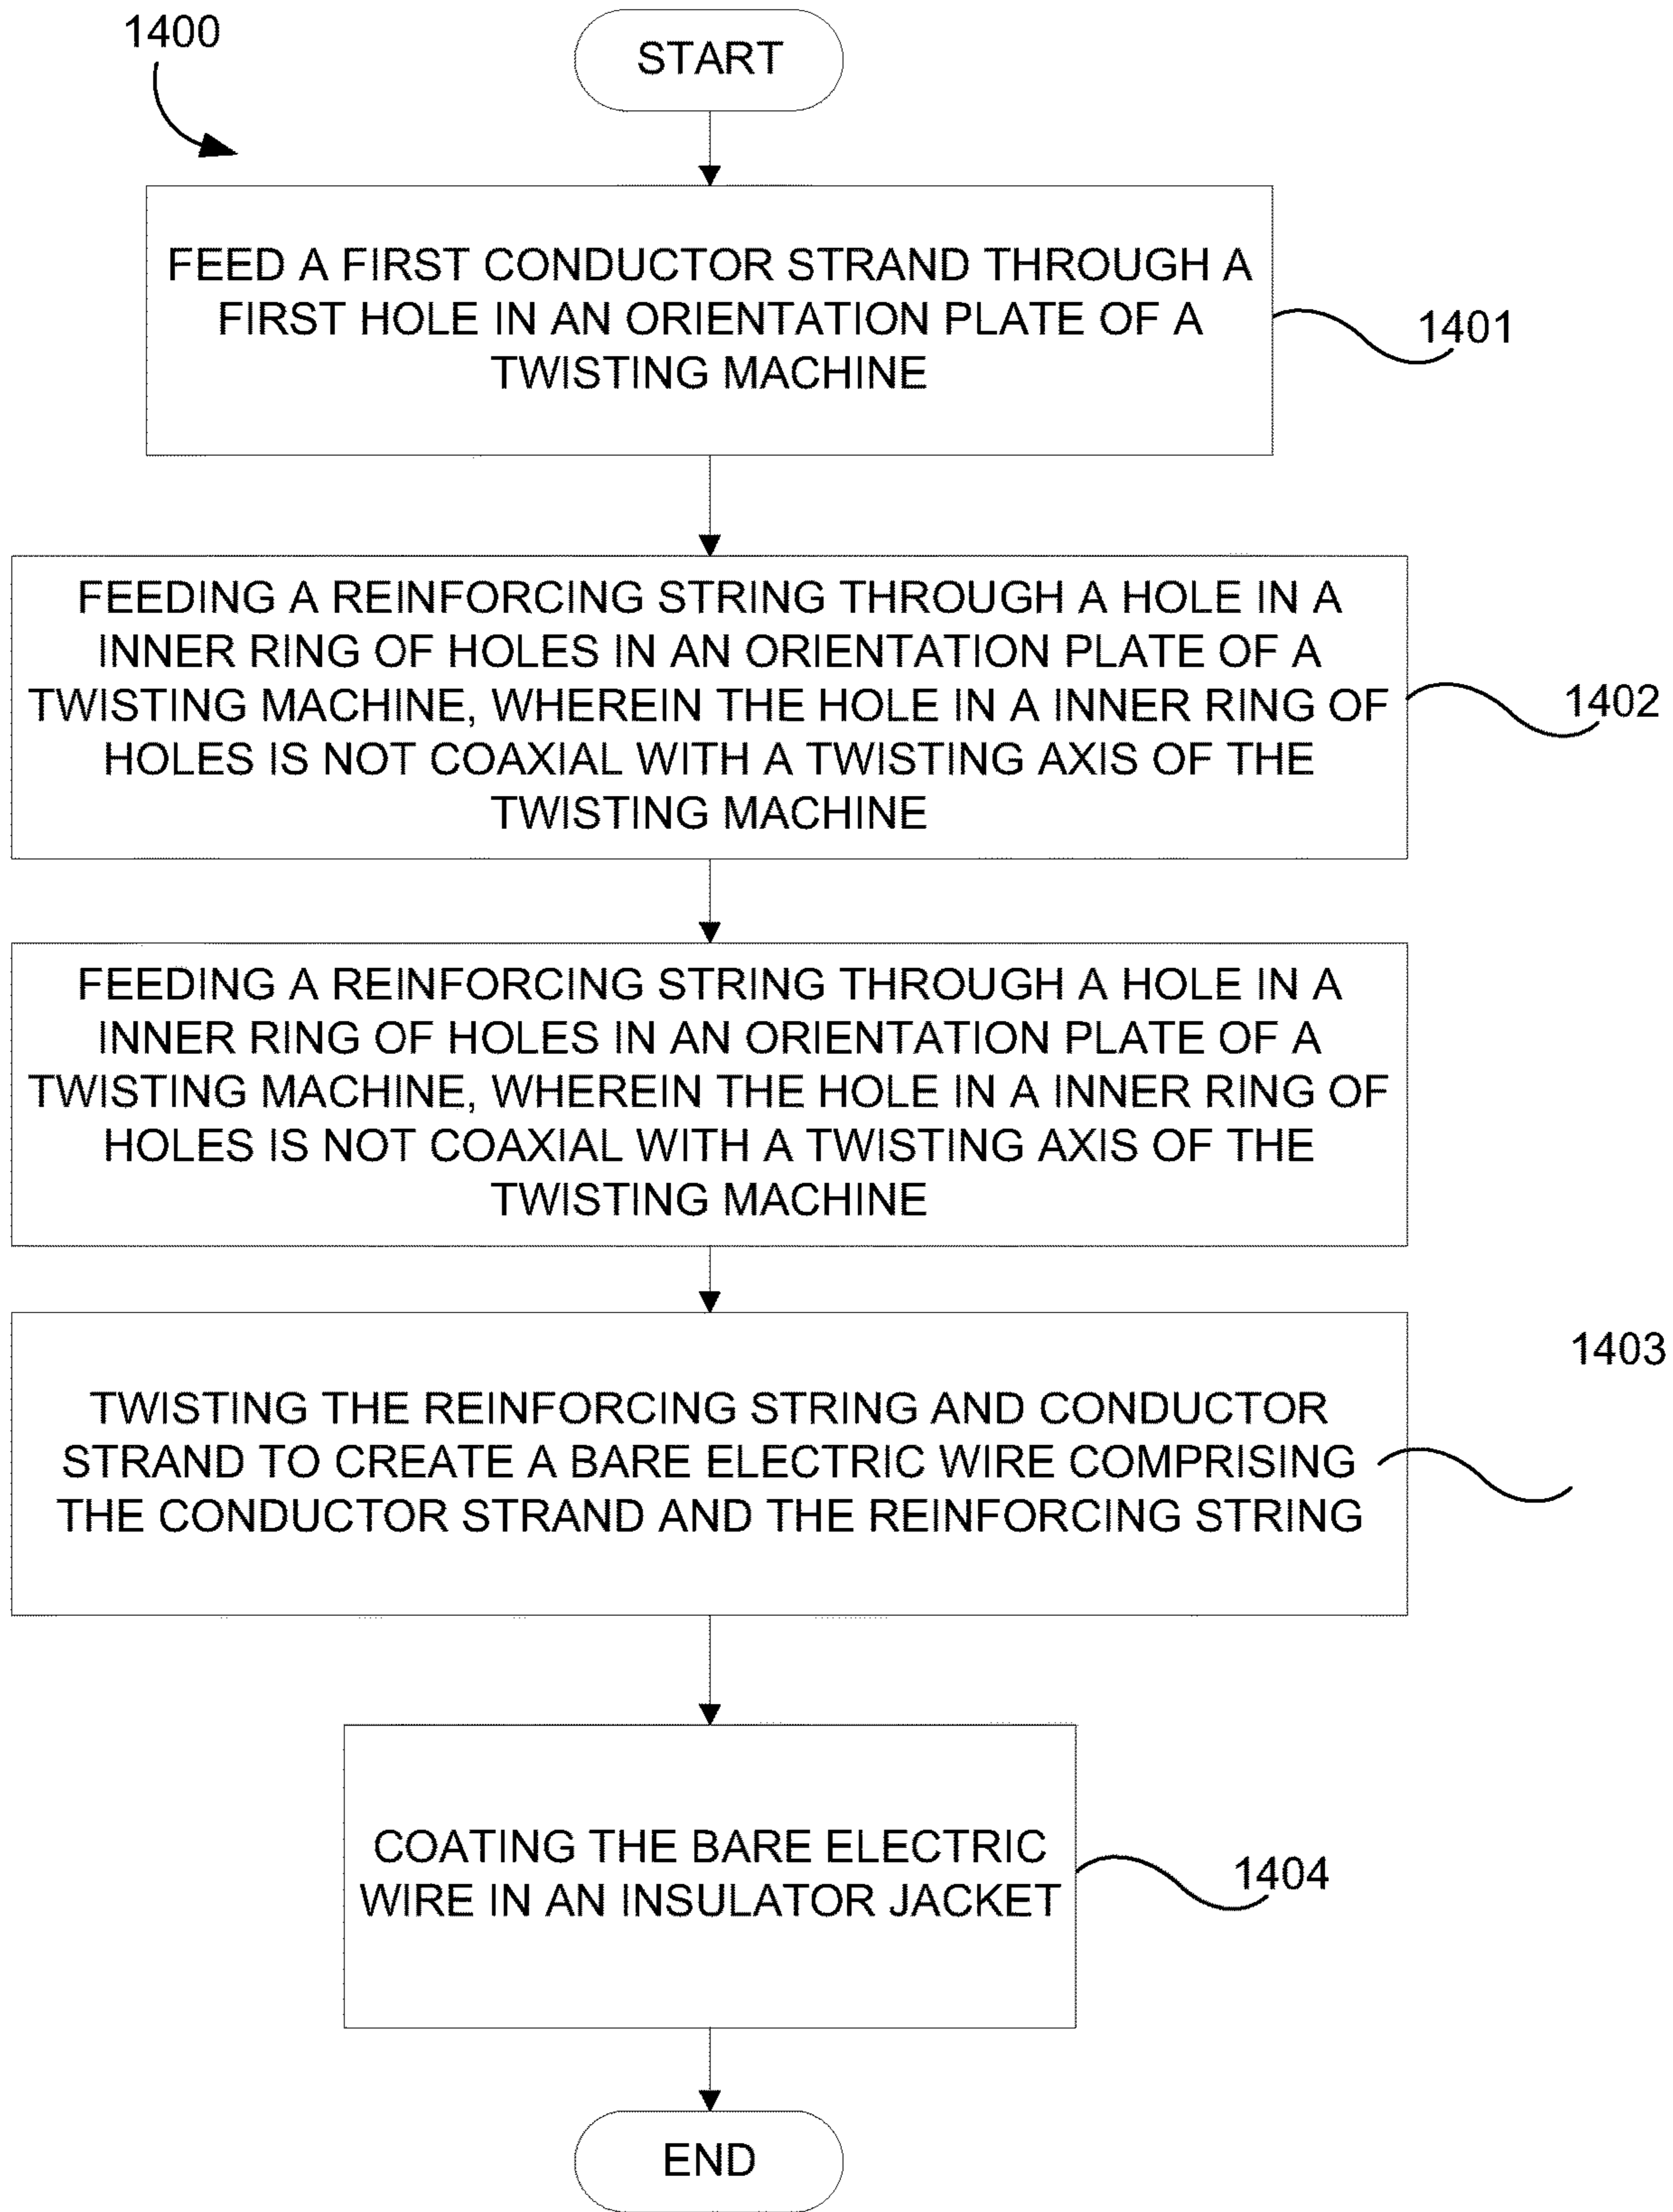 1400
START
FEED A FIRST CONDUCTOR STRAND THROUGH A
FIRST HOLE IN AN ORIENTATION PLATE OF A
TWISTING MACHINE
1401
FEEDING A REINFORCING STRING THROUGH A HOLE IN A
INNER RING OF HOLES IN AN ORIENTATION PLATE OF A
TWISTING MACHINE, WHEREIN THE HOLE IN A INNER RING OF
HOLES IS NOT COAXIAL WITH A TWISTING AXIS OF THE
TWISTING MACHINE
1402
FEEDING A REINFORCING STRING THROUGH A HOLE IN A
INNER RING OF HOLES IN AN ORIENTATION PLATE OF A
TWISTING MACHINE, WHEREIN THE HOLE IN A INNER RING OF
HOLES IS NOT COAXIAL WITH A TWISTING AXIS OF THE
TWISTING MACHINE
1403
TWISTING THE REINFORCING STRING AND CONDUCTOR
STRAND TO CREATE A BARE ELECTRIC WIRE COMPRISING
THE CONDUCTOR STRAND AND THE REINFORCING STRING
COATING THE BARE ELECTRIC
WIRE IN AN INSULATOR JACKET
1404
END